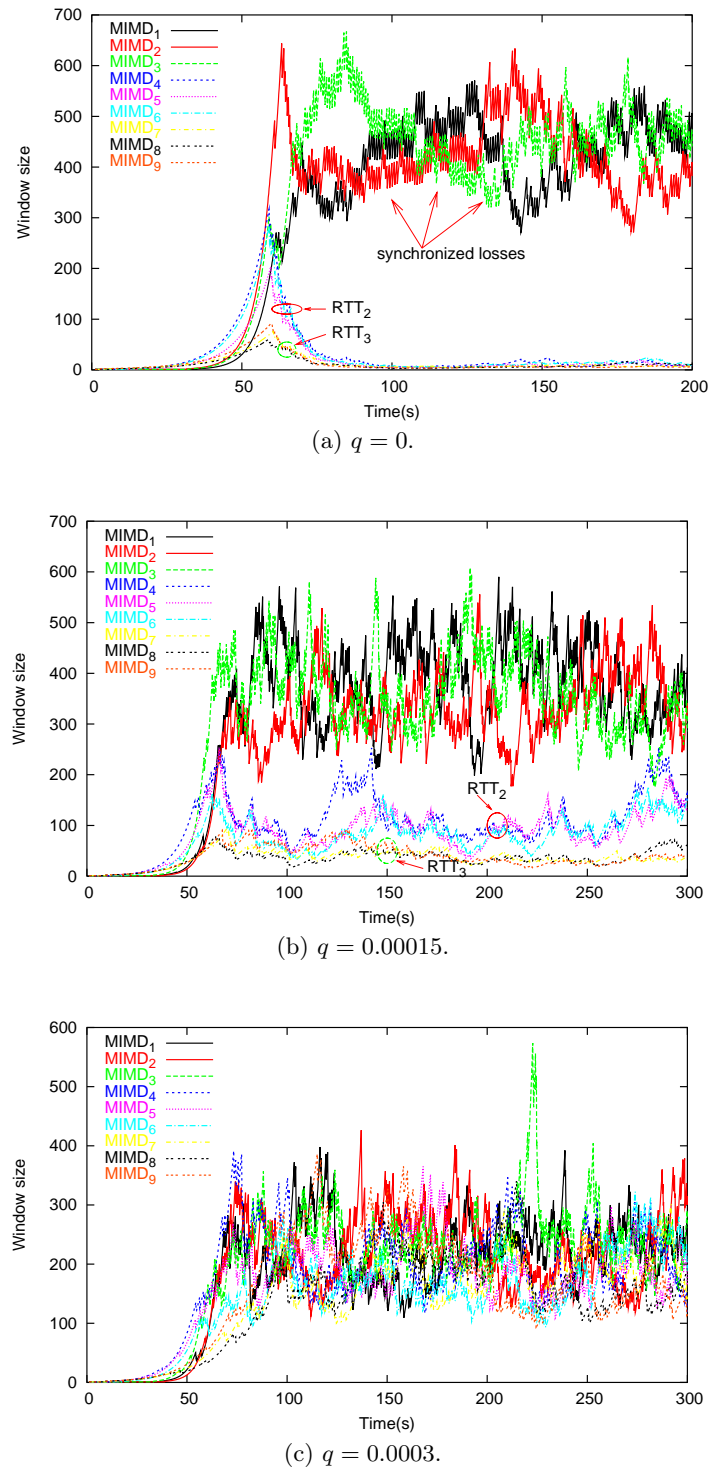 700
600
500
400
300
200
100
0
Window size
MIMD1
MIMD2
MIMD3
MIMD4
MIMD5
MIMD6
MIMD7
MIMD8
MIMD9
synchronized losses
RTT2
RTT3
0 50 100 150 200
Time(s)
(a) q = 0.
700
600
500
400
300
200
100
0
Window size
MIMD1
MIMD2
MIMD3
MIMD4
MIMD5
MIMD6
MIMD7
MIMD8
MIMD9
RTT2
RTT3
0 50 100 150 200 250 300
Time(s)
(b) q = 0.00015.
600
500
400
300
200
100
0
Window size
MIMD1
MIMD2
MIMD3
MIMD4
MIMD5
MIMD6
MIMD7
MIMD8
MIMD9
0 50 100 150 200 250 300
Time(s)
(c) q = 0.0003.